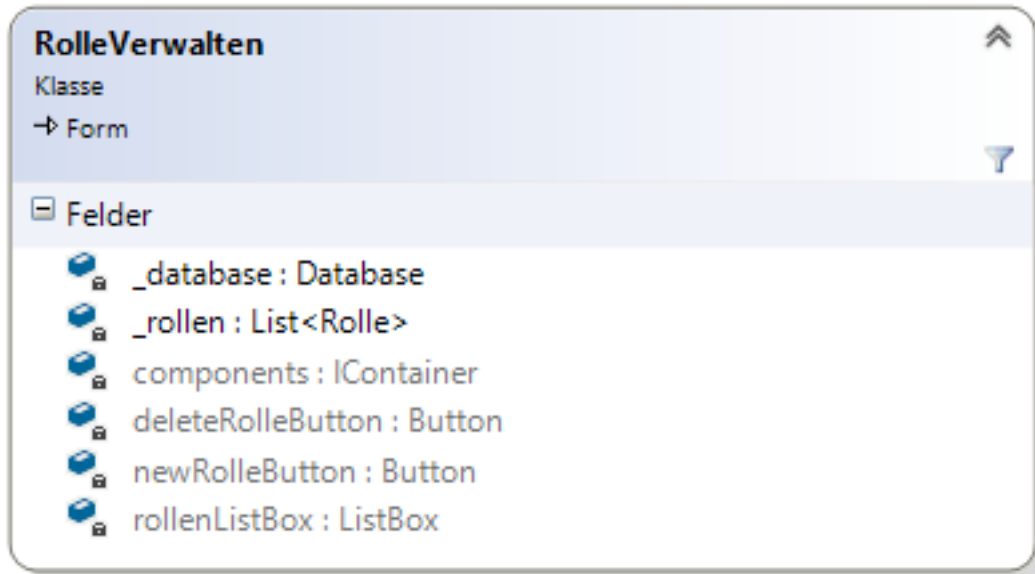 RolleVerwalten
Klasse
Form
Felder
_database : Database
_rollen : List<Rolle>
components : IContainer
deleteRolleButton : Button
newRolleButton : Button
rollenListBox : ListBox